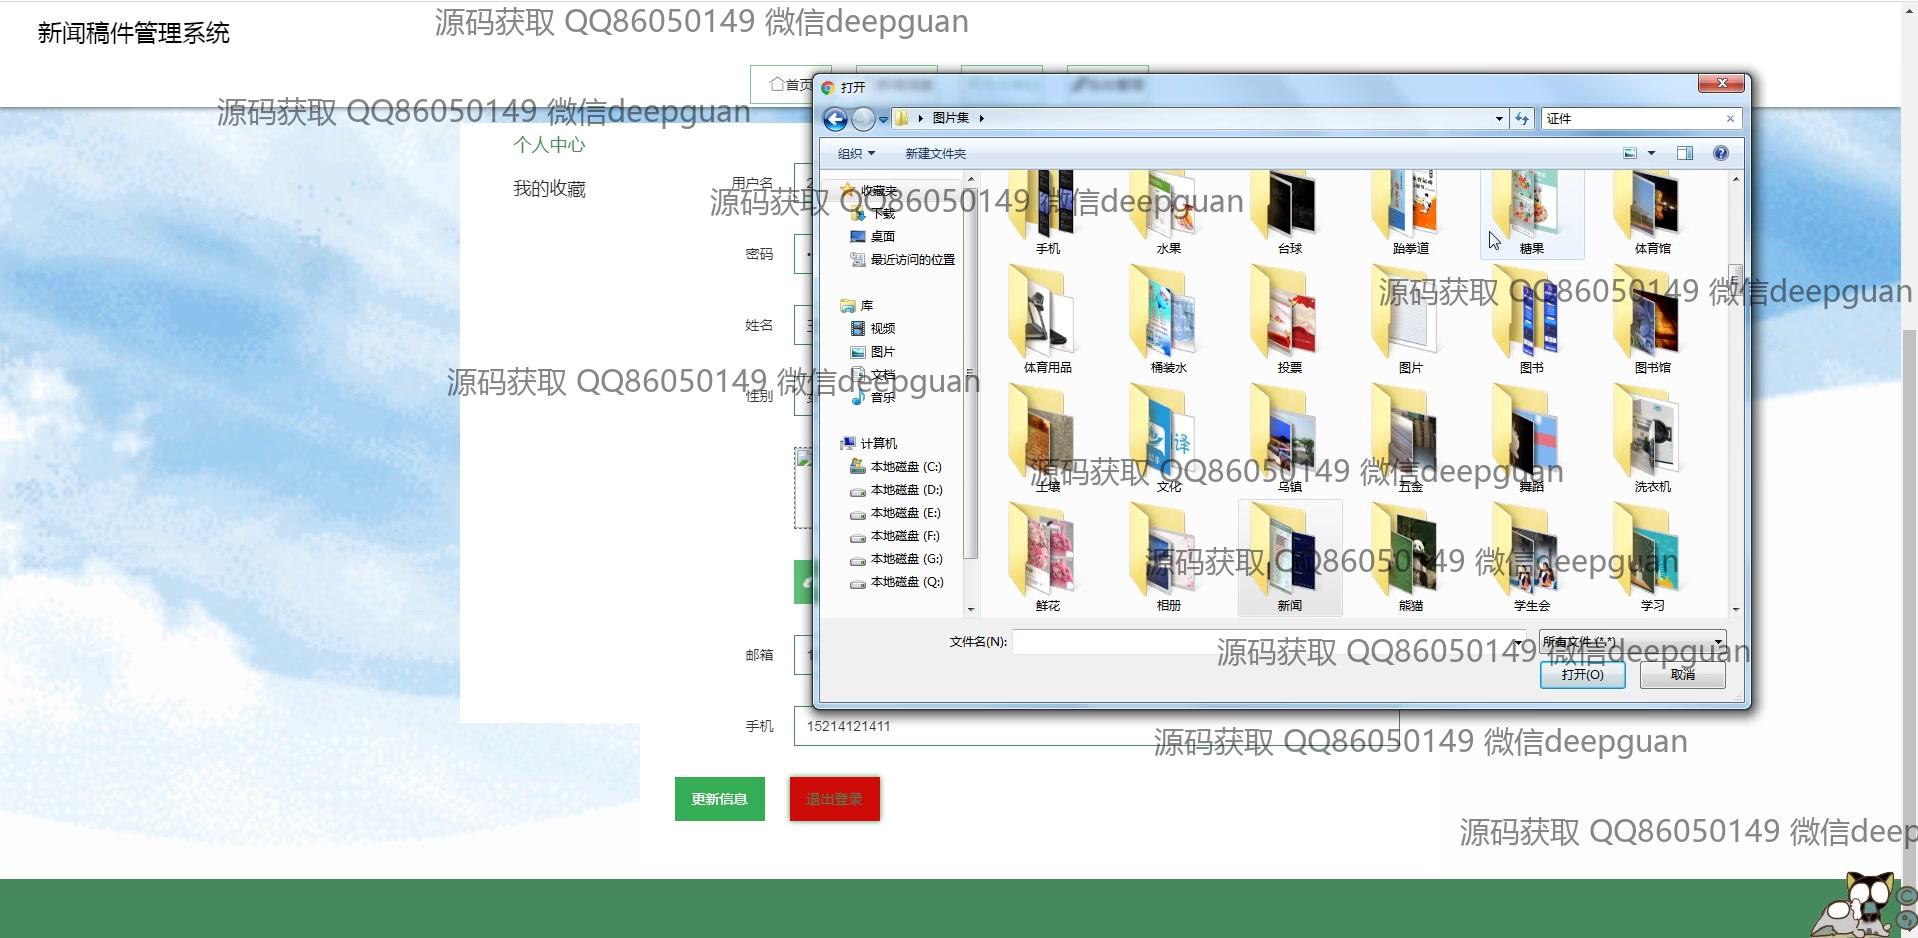 源码获取 QQ86050149 微信deepguan
新闻稿件管理系统
首页
打开
源码获取 QQ86050149 微信deepguan
图片集
证件
个人中心
组织
新建文件夹
我的收藏
用户名
收藏夹
源码获取 QQ86050149 微信deepguan
下载
桌面
最近访问的位置
手机
水果
台球
跆拳道
糖果
体育馆
密码
源码获取 QQ86050149 微信deepguan
库
视频
图片
文档
音乐
姓名
体育用品
桶装水
投票
图片
图书
图书馆
源码获取 QQ86050149 微信deepguan
性别
计算机
本地磁盘 (C:)
本地磁盘 (D:)
本地磁盘 (E:)
本地磁盘 (F:)
本地磁盘 (G:)
本地磁盘 (Q:)
源码获取 QQ86050149 微信deepguan
土壤
文化
乌镇
五金
舞蹈
洗衣机
源码获取 QQ86050149 微信deepguan
鲜花
相册
新闻
熊猫
学生会
学习
文件名(N):
所有文件 (*.*)
源码获取 QQ86050149 微信deepguan
邮箱
打开(O)
取消
手机
15214121411
源码获取 QQ86050149 微信deepguan
更新信息
退出登录
源码获取 QQ86050149 微信deep